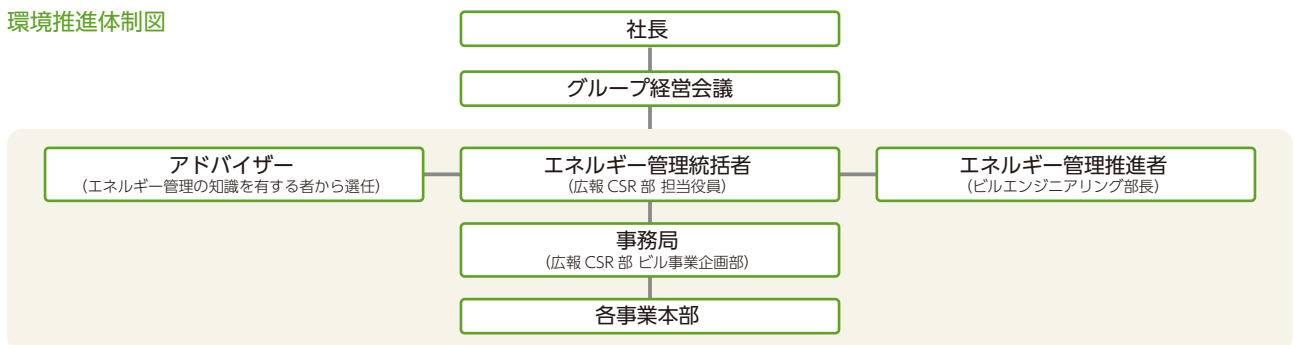 環境推進体制図
社長
グループ経営会議
アドバイザー
（エネルギー管理の知識を有する者から選任）
エネルギー管理統括者
（広報 CSR 部 担当役員）
エネルギー管理推進者
（ビルエンジニアリング部長）
事務局
（広報 CSR 部 ビル事業企画部）
各事業本部